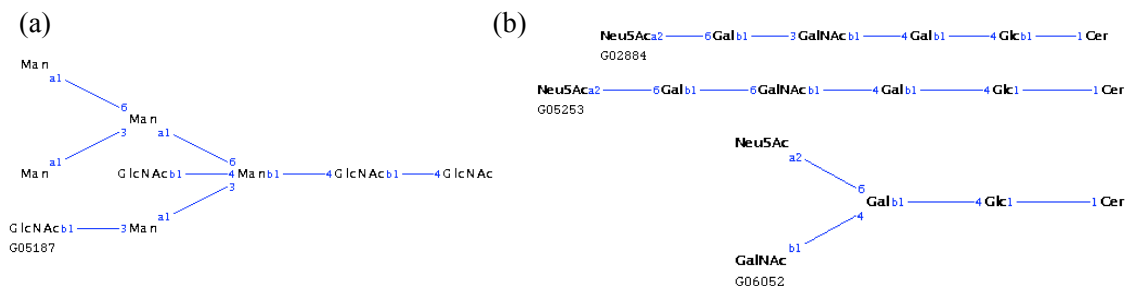 (a)
Man
a1
6
Man
3 a1
a1 6
Man GlcNAc b1 4 Man b1 4 GlcNAc b1 4 GlcNAc
3
a1
GlcNAc b1 3 Man
G05187
(b)
Neu5Ac a2 6 Gal b1 3 GalNAc b1 4 Gal b1 4 Glc b1 1 Cer
G02884
Neu5Ac a2 6 Gal b1 6 GalNAc b1 4 Gal b1 4 Glc 1 1 Cer
G05253
Neu5Ac
a2
6
Gal b1 4 Glc 1 1 Cer
4
b1
GalNAc
G06052